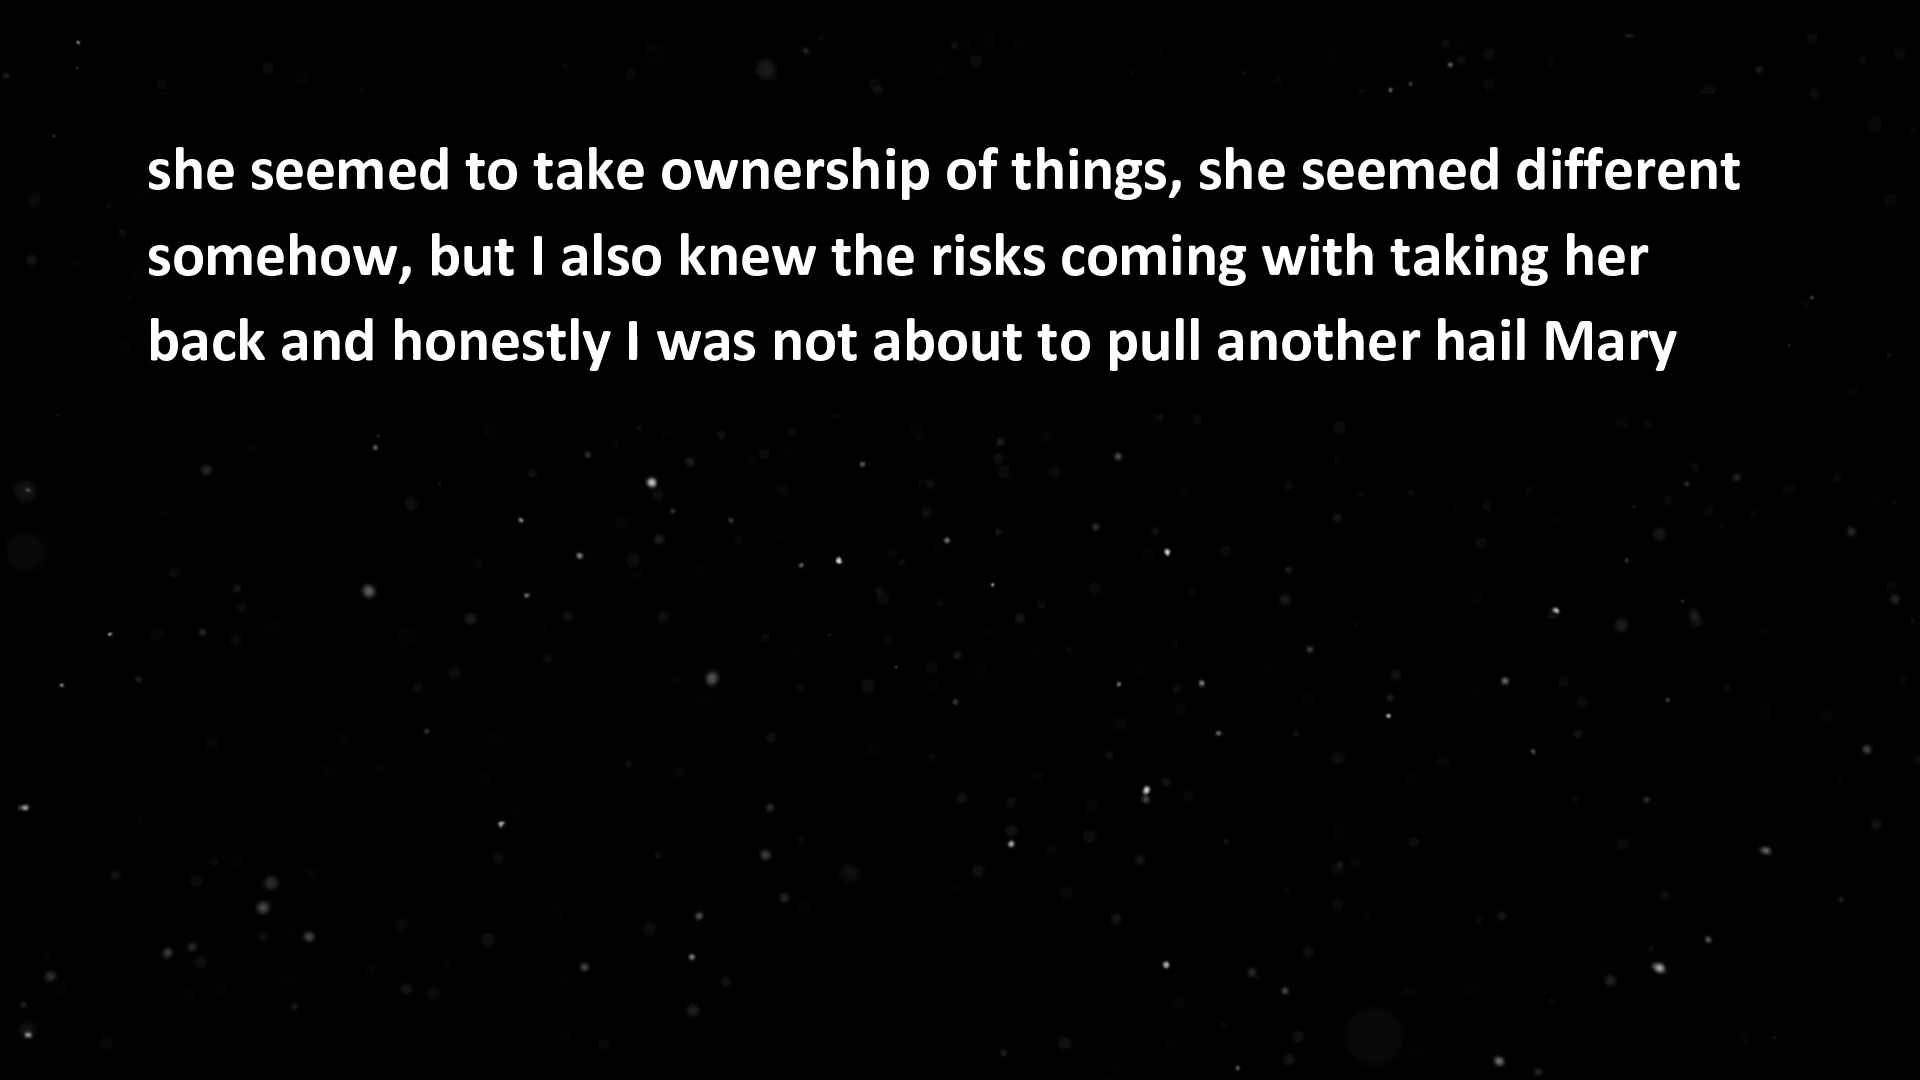 she seemed to take ownership of things, she seemed different
somehow, but I also knew the risks coming with taking her
back and honestly I was not about to pull another hail Mary